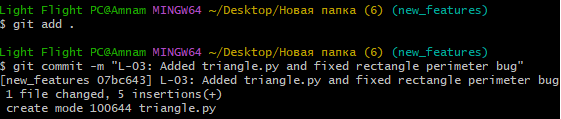 Light Flight PC@Amnam MINGW64 ~/Desktop/Новая папка (6) (new_features)
$ git add .
Light Flight PC@Amnam MINGW64 ~/Desktop/Новая папка (6) (new_features)
$ git commit -m "L-03: Added triangle.py and fixed rectangle perimeter bug"
[new_features 07bc643] L-03: Added triangle.py and fixed rectangle perimeter bug
1 file changed, 5 insertions(+)
create mode 100644 triangle.py